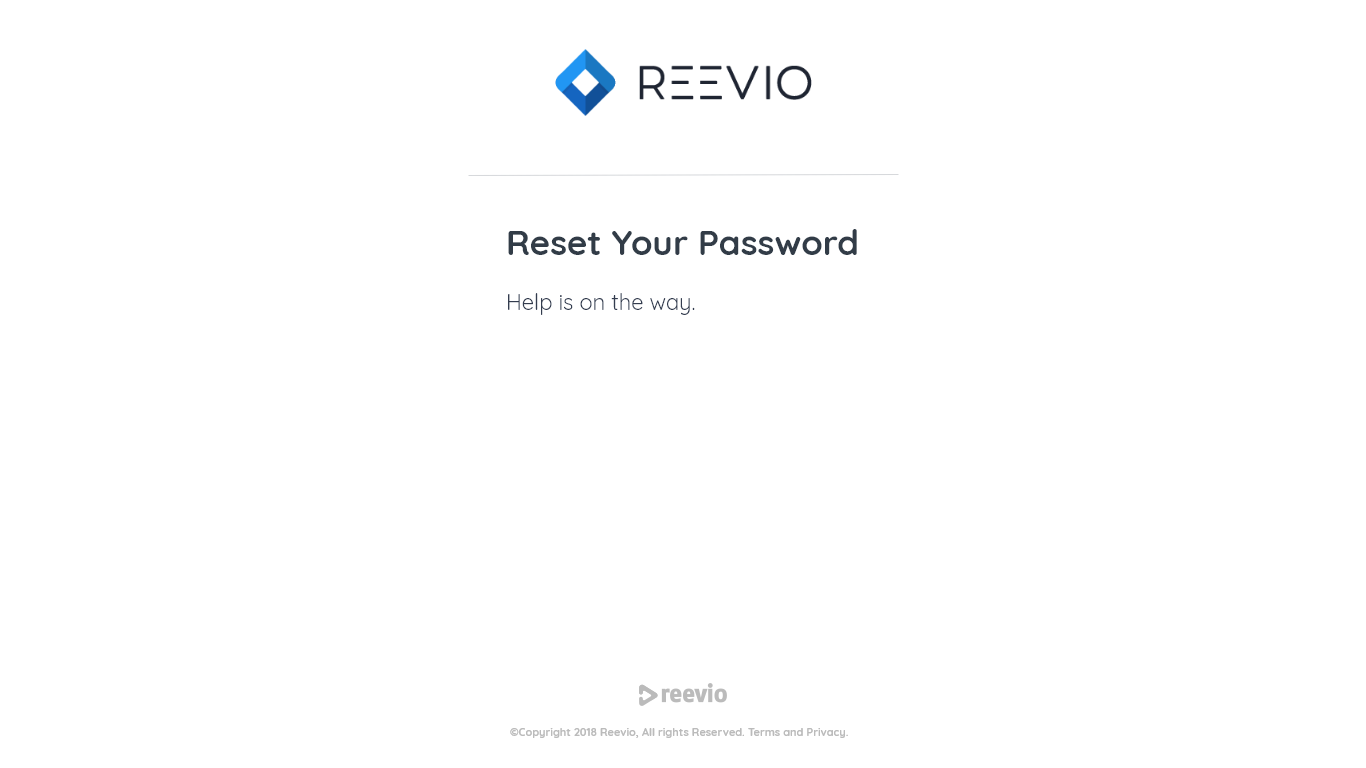 REEVIO
Reset Your Password
Help is on the way.
reevio
©Copyright 2018 Reevio, All rights Reserved. Terms and Privacy.